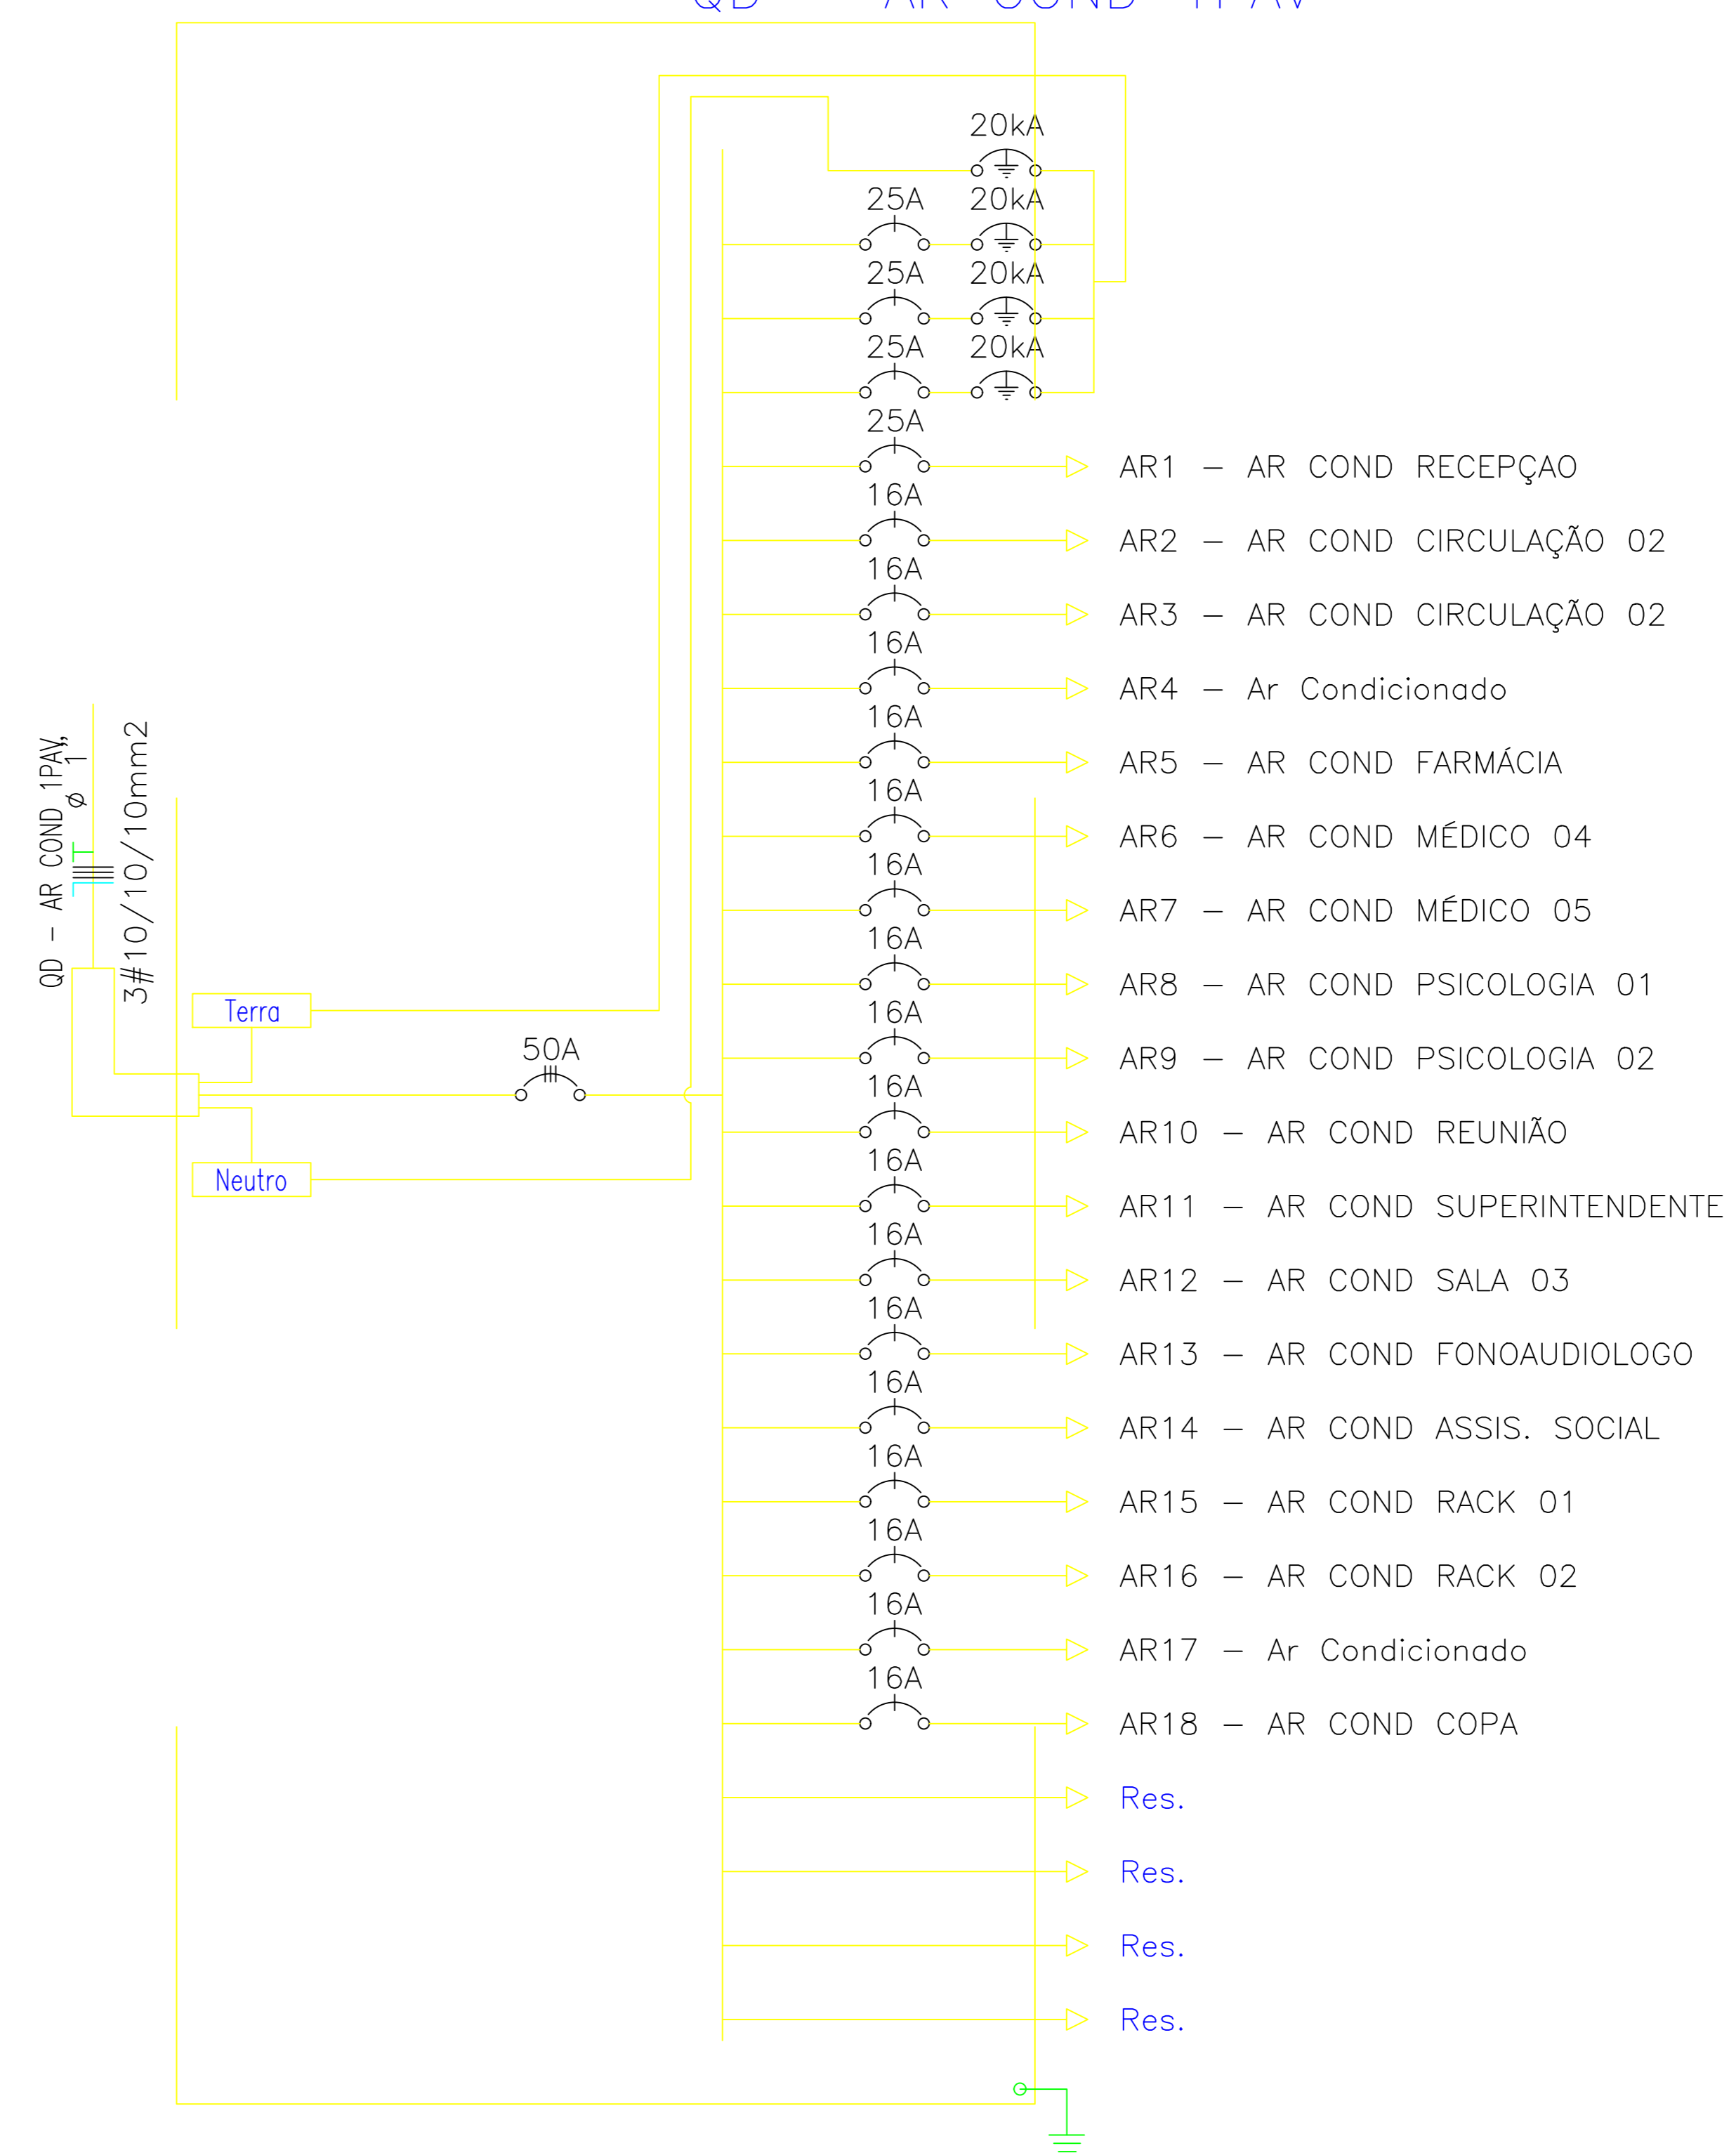 QD - AR COND 1PAV
20kA
25A 20kA
25A 20kA
25A 20kA
25A
AR1 - AR COND RECEPÇAO
16A
AR2 - AR COND CIRCULAÇÃO 02
16A
AR3 - AR COND CIRCULAÇÃO 02
16A
AR4 - Ar Condicionado
16A
AR5 - AR COND FARMÁCIA
16A
AR6 - AR COND MÉDICO 04
16A
AR7 - AR COND MÉDICO 05
16A
AR8 - AR COND PSICOLOGIA 01
16A
AR9 - AR COND PSICOLOGIA 02
16A
AR10 - AR COND REUNIÃO
16A
AR11 - AR COND SUPERINTENDENTE
16A
AR12 - AR COND SALA 03
16A
AR13 - AR COND FONOAUDIOLOGO
16A
AR14 - AR COND ASSIS. SOCIAL
16A
AR15 - AR COND RACK 01
16A
AR16 - AR COND RACK 02
16A
AR17 - Ar Condicionado
16A
AR18 - AR COND COPA
Res.
Res.
Res.
Res.
QD - AR COND 1PAV,
ø 1"
3#10/10/10mm2
Terra
50A
Neutro